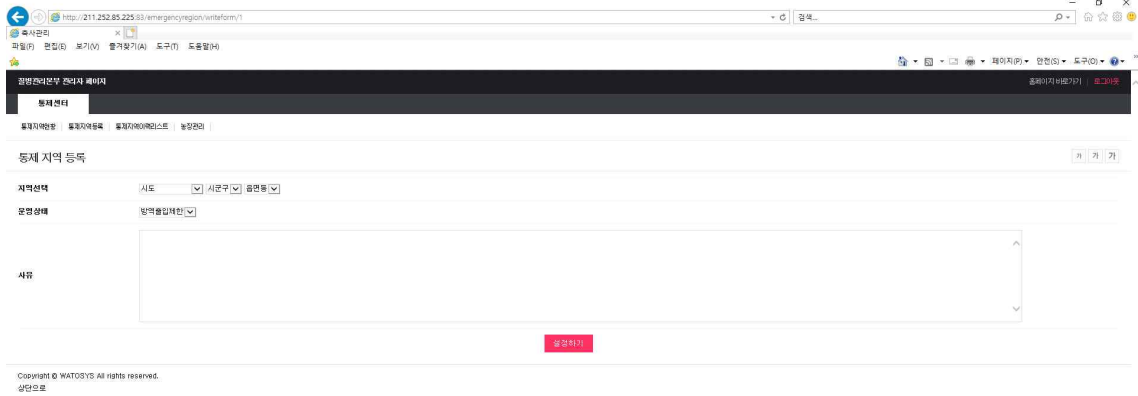 http://211.252.85.225:83/emergencyregion/writeform/1
검색...
축사관리
파일(F) 편집(E) 보기(V) 즐겨찾기(A) 도구(T) 도움말(H)
페이지(P) 안전(S) 도구(O)
질병관리본부 관리자 페이지
홈페이지 바로가기 | 로그아웃
통제센터
통제지역현황 | 통제지역등록 | 통제지역이력리스트 | 농장관리
통제 지역 등록
가 가 가
지역선택 시도 시군구 읍면동
운영상태 방역출입제한
사유
설정하기
Copyright © WATOSYS All rights reserved.
상단으로